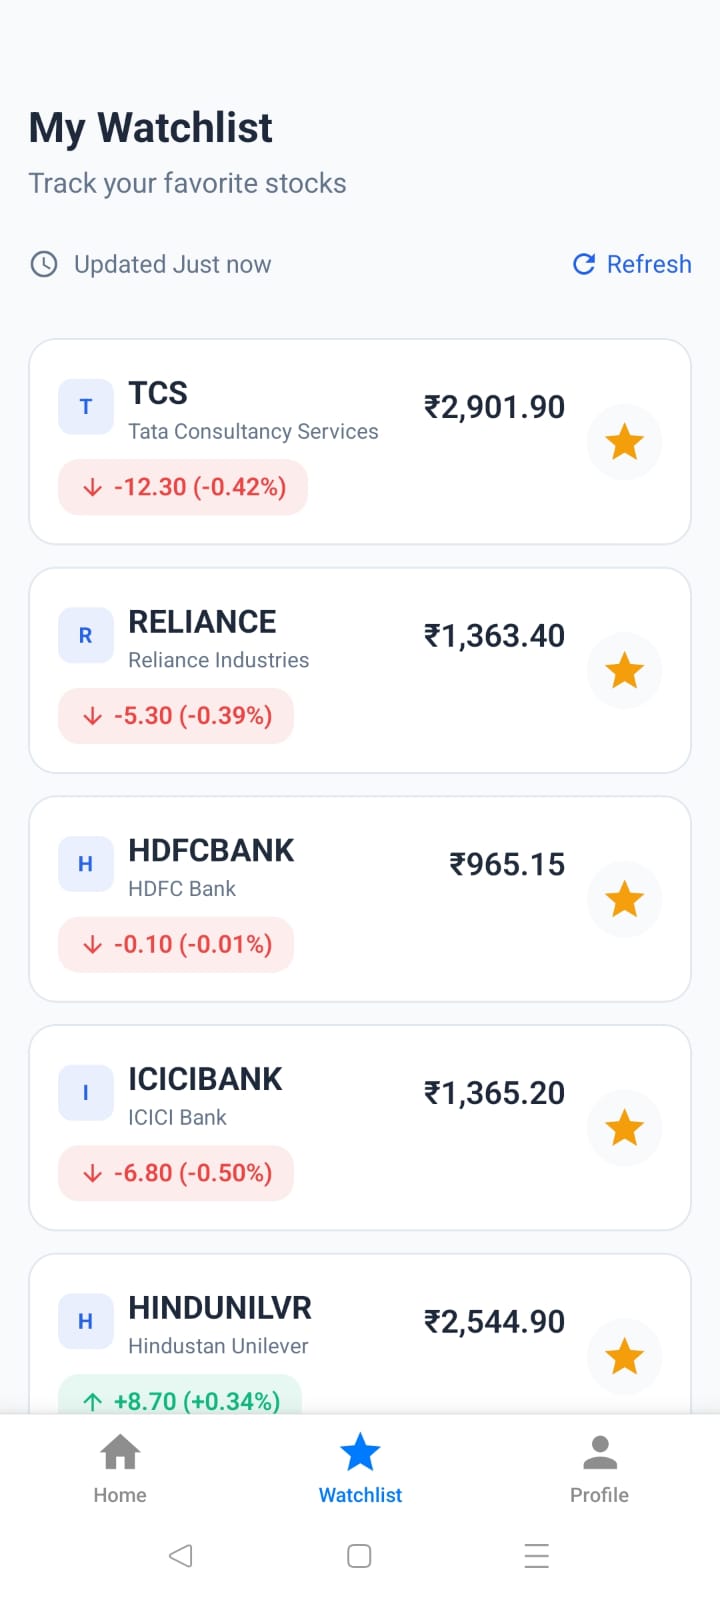 My Watchlist
Track your favorite stocks
Updated Just now
Refresh
T
TCS
Tata Consultancy Services
₹2,901.90
-12.30 (-0.42%)
R
RELIANCE
Reliance Industries
₹1,363.40
-5.30 (-0.39%)
H
HDFCBANK
HDFC Bank
₹965.15
-0.10 (-0.01%)
I
ICICIBANK
ICICI Bank
₹1,365.20
-6.80 (-0.50%)
H
HINDUNILVR
Hindustan Unilever
₹2,544.90
+8.70 (+0.34%)
Home
Watchlist
Profile